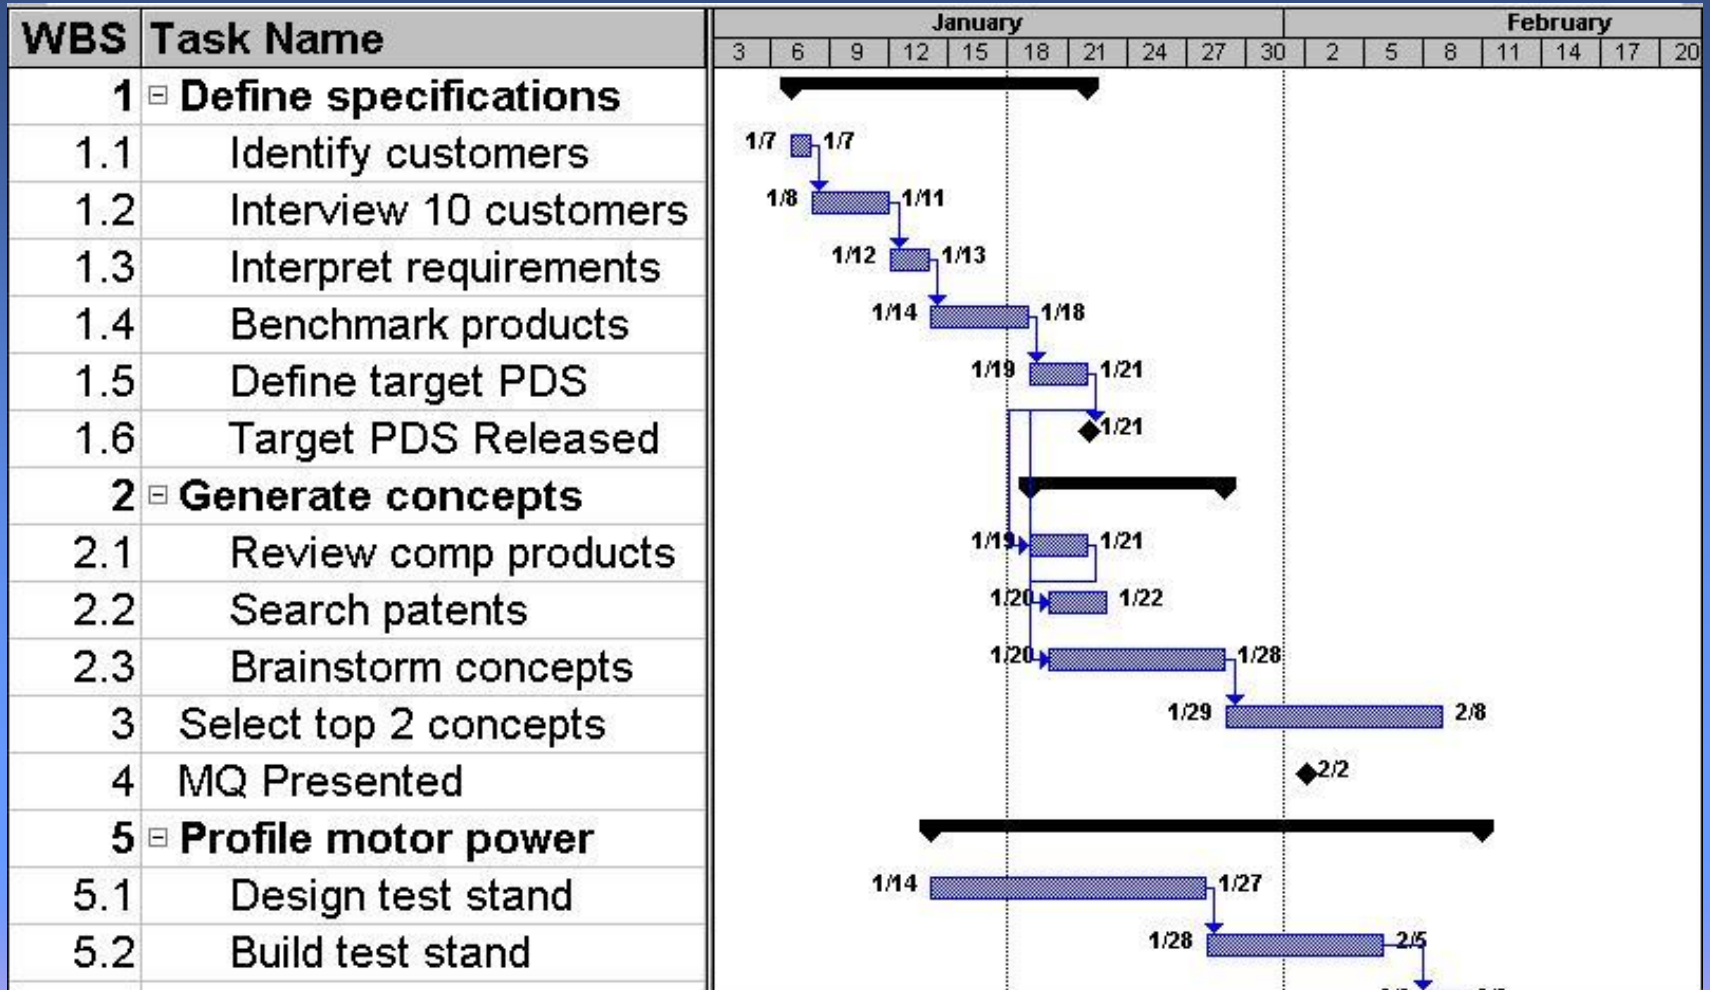 WBS Task Name January February
3 6 9 12 15 18 21 24 27 30 2 5 8 11 14 17 20
1 Define specifications
1.1 Identify customers 1/7 1/7
1.2 Interview 10 customers 1/8 1/11
1.3 Interpret requirements 1/12 1/13
1.4 Benchmark products 1/14 1/18
1.5 Define target PDS 1/19 1/21
1.6 Target PDS Released 1/21
2 Generate concepts
2.1 Review comp products 1/19 1/21
2.2 Search patents 1/20 1/22
2.3 Brainstorm concepts 1/20 1/28
3 Select top 2 concepts 1/29 2/8
4 MQ Presented 2/2
5 Profile motor power
5.1 Design test stand 1/14 1/27
5.2 Build test stand 1/28 2/5